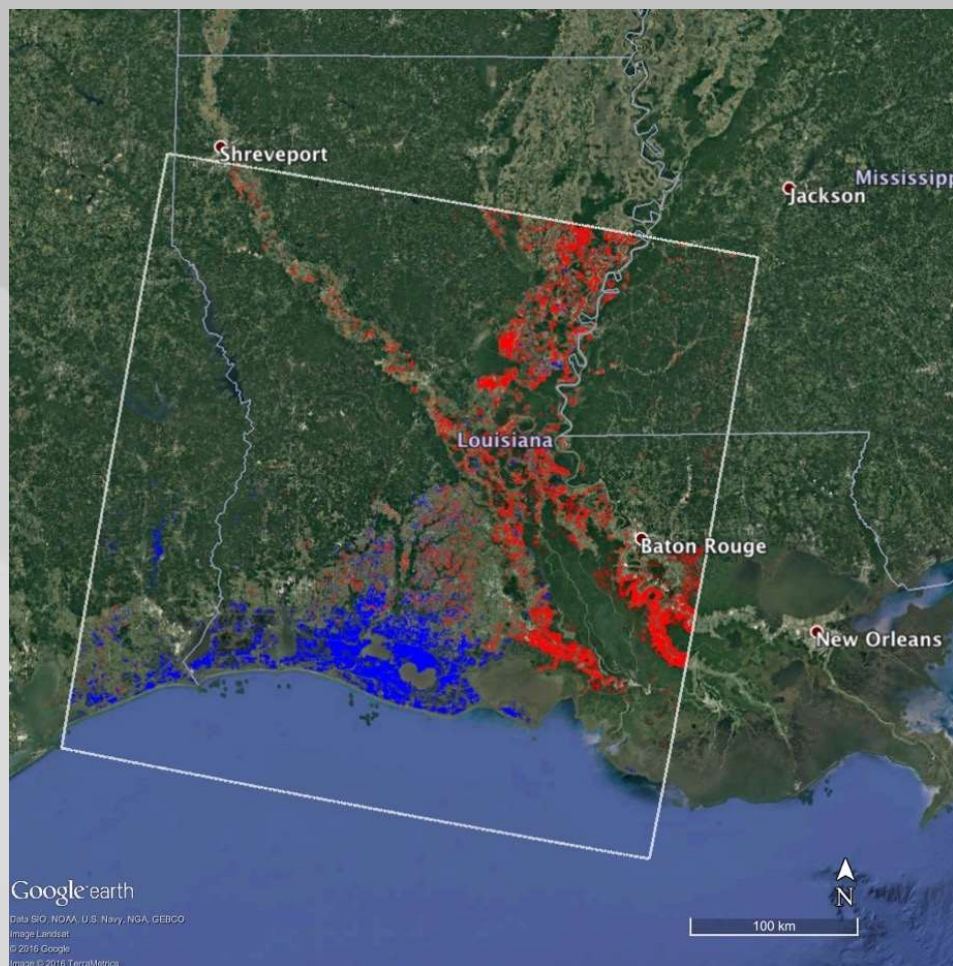 Shreveport
Mississipp
Jackson
Louisiana
Baton Rouge
New Orleans
N
Google earth
100 km
Data SIO, NOAA, U.S. Navy, NGA, GEBCO
Image Landsat
© 2016 Google
Image © 2016 TerraMetrics